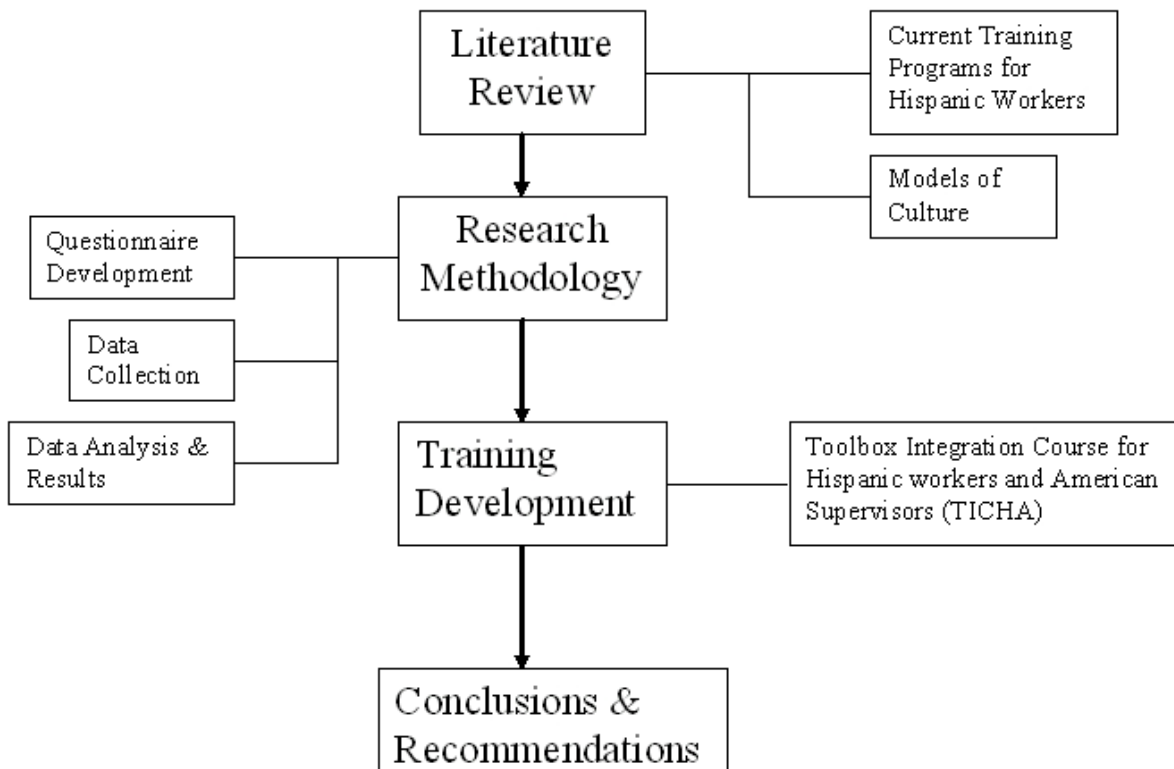 Literature
Review
Current Training
Programs for
Hispanic Workers
Models of
Culture
Research
Methodology
Questionnaire
Development
Data
Collection
Data Analysis &
Results
Training
Development
Toolbox Integration Course for
Hispanic workers and American
Supervisors (TICHA)
Conclusions &
Recommendations